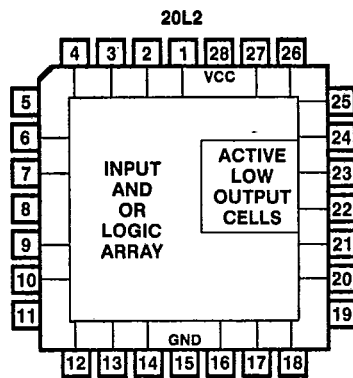 20L2
4 3 2 1 28 27 26
VCC
5 25
6 24
7 23
8 22
9 21
10 20
11 19
INPUT
AND
OR
LOGIC
ARRAY
ACTIVE
LOW
OUTPUT
CELLS
GND
12 13 14 15 16 17 18